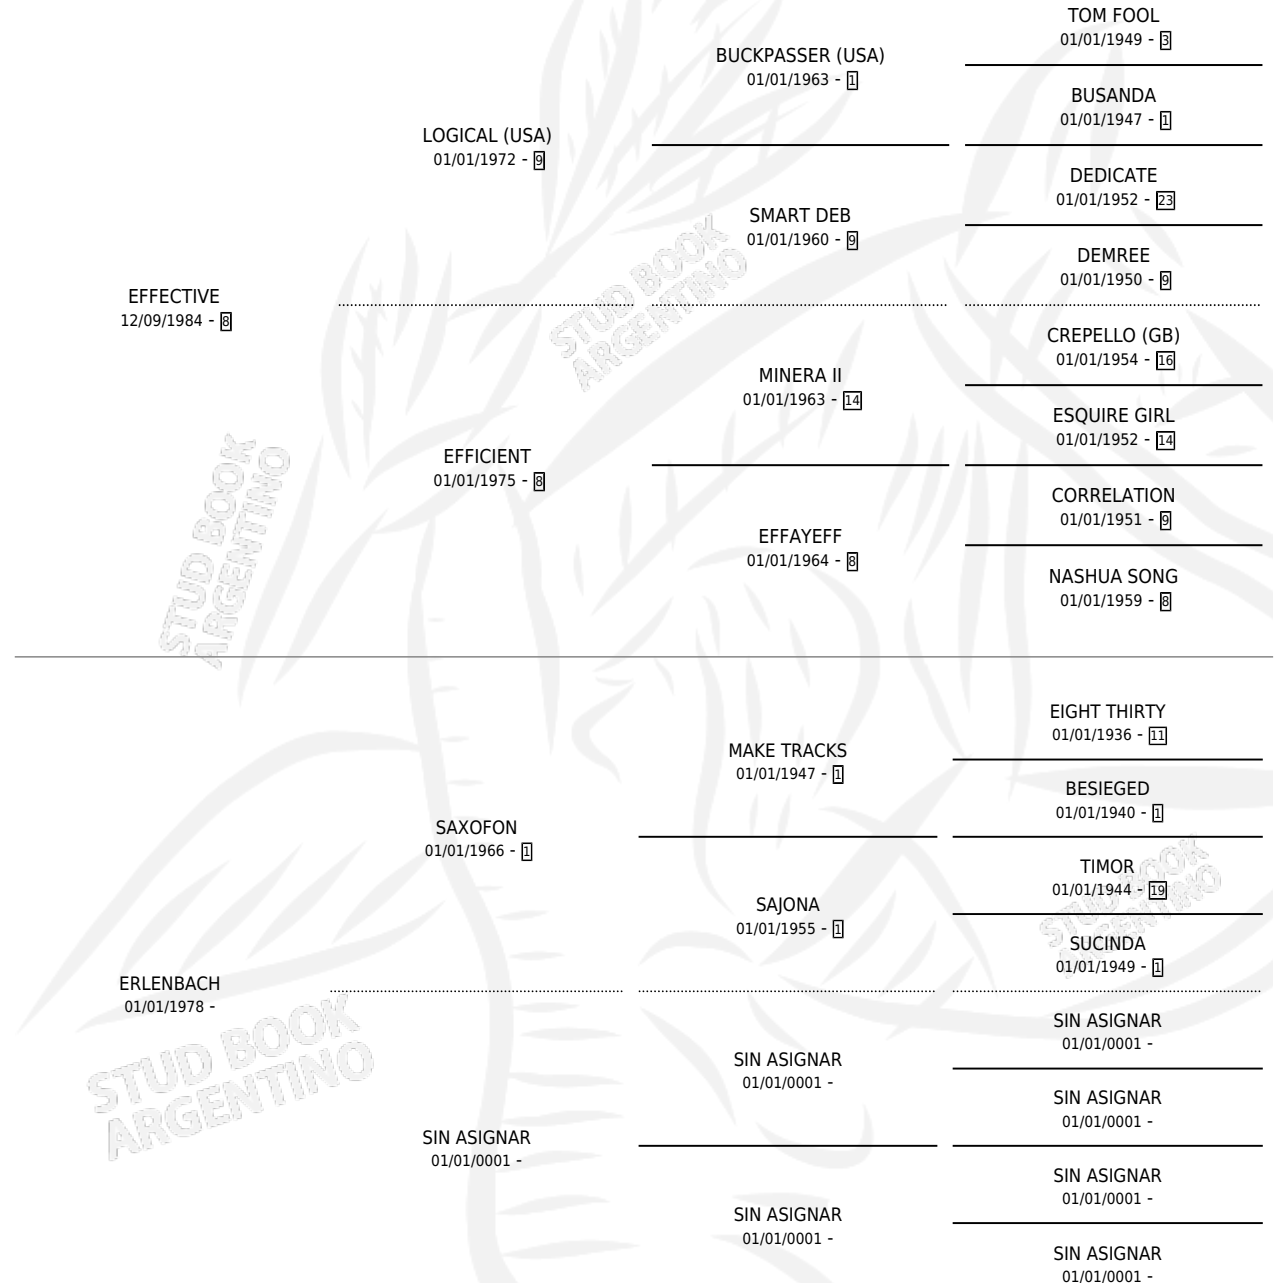 TOM FOOL
01/01/1949 - 3
BUCKPASSER (USA)
01/01/1963 - 1
BUSANDA
01/01/1947 - 1
LOGICAL (USA)
01/01/1972 - 9
DEDICATE
01/01/1952 - 23
SMART DEB
01/01/1960 - 9
DEMREE
01/01/1950 - 9
EFFECTIVE
12/09/1984 - 8
CREPELLO (GB)
01/01/1954 - 16
MINERA II
01/01/1963 - 14
ESQUIRE GIRL
01/01/1952 - 14
EFFICIENT
01/01/1975 - 8
CORRELATION
01/01/1951 - 9
EFFAYEFF
01/01/1964 - 8
NASHUA SONG
01/01/1959 - 8
STUD BOOK
ARGENTINO
STUD BOOK
ARGENTINO
EIGHT THIRTY
01/01/1936 - 11
MAKE TRACKS
01/01/1947 - 1
BESIEGED
01/01/1940 - 1
SAXOFON
01/01/1966 - 1
TIMOR
01/01/1944 - 19
SAJONA
01/01/1955 - 1
SUCINDA
01/01/1949 - 1
STUD BOOK
ARGENTINO
ERLENBACH
01/01/1978 -
SIN ASIGNAR
01/01/0001 -
SIN ASIGNAR
01/01/0001 -
SIN ASIGNAR
01/01/0001 -
STUD BOOK
ARGENTINO
SIN ASIGNAR
01/01/0001 -
SIN ASIGNAR
01/01/0001 -
SIN ASIGNAR
01/01/0001 -
SIN ASIGNAR
01/01/0001 -